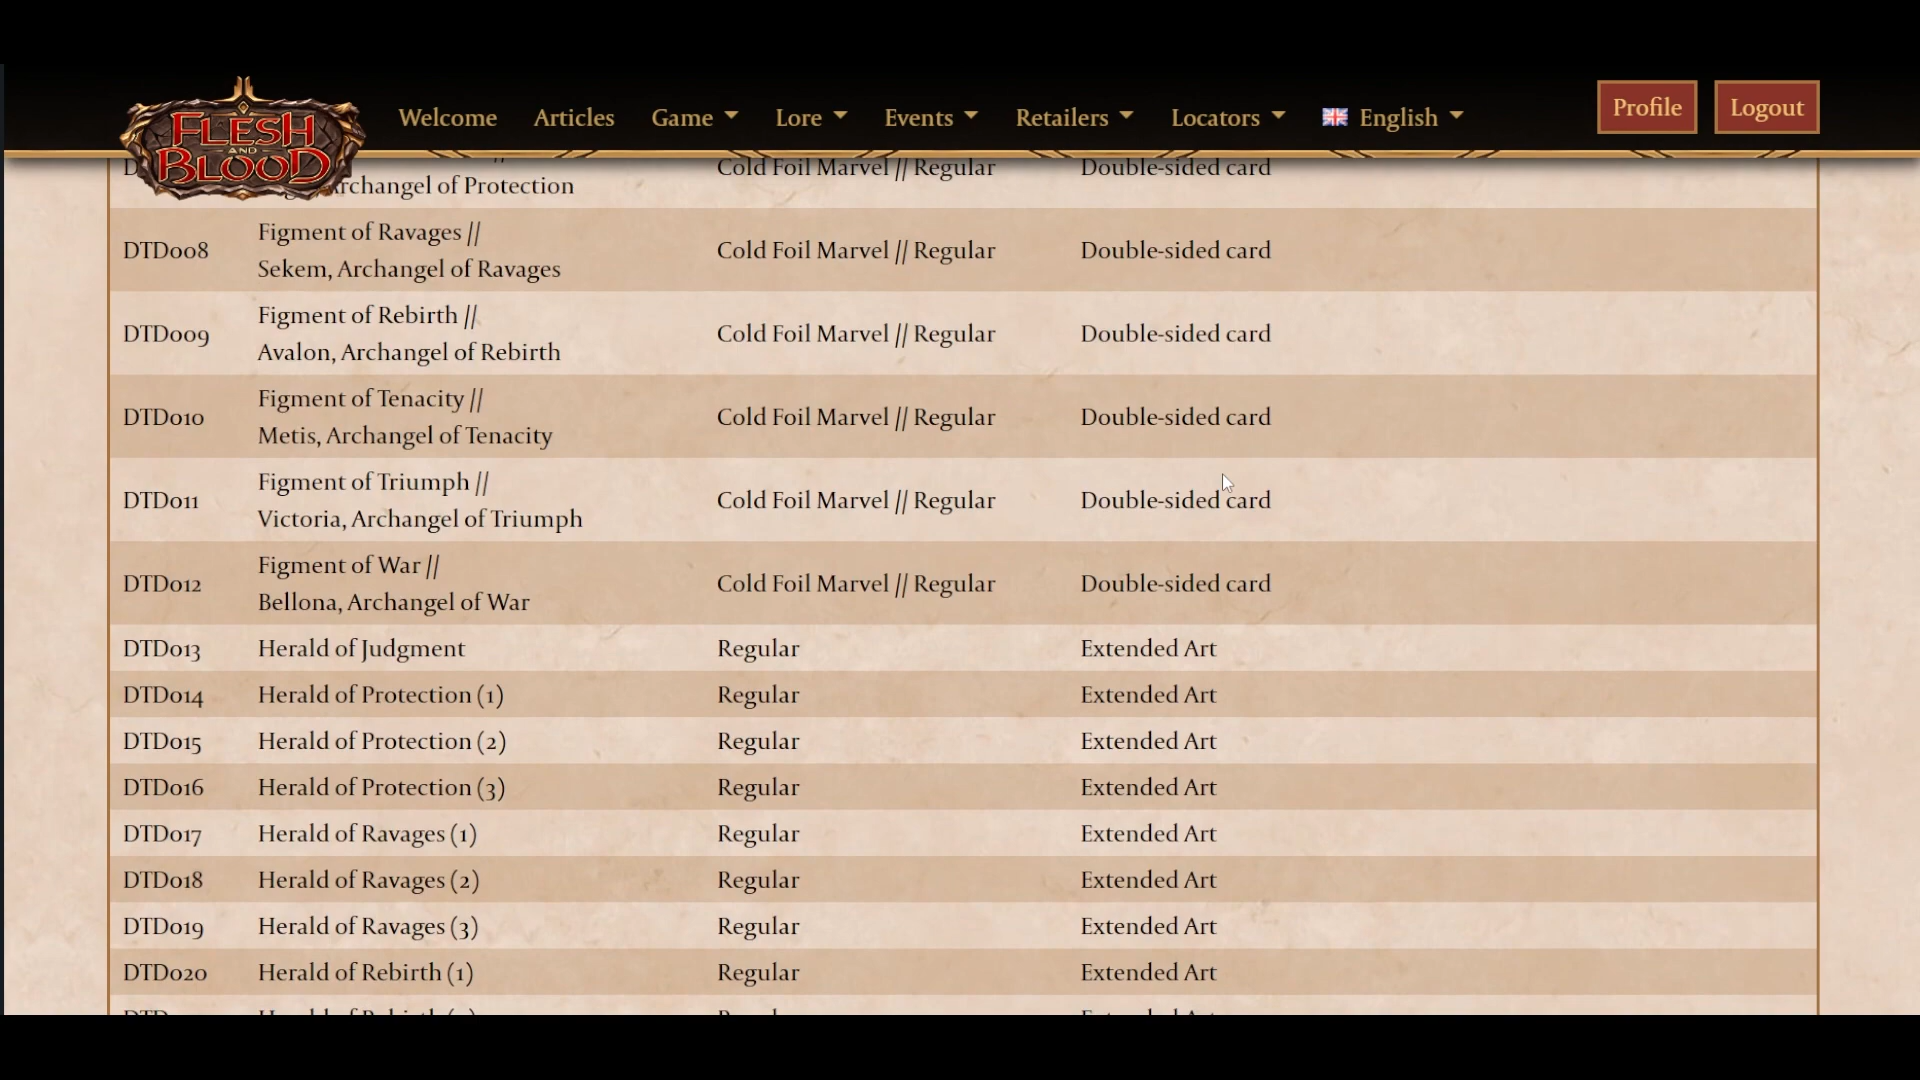 FLESH
AND
BLOOD
Welcome Articles Game Lore Events Retailers Locators English Profile Logout
Archangel of Protection Cold Foil Marvel // Regular Double-sided card
DTD008 Figment of Ravages //
Sekem, Archangel of Ravages Cold Foil Marvel // Regular Double-sided card
DTD009 Figment of Rebirth //
Avalon, Archangel of Rebirth Cold Foil Marvel // Regular Double-sided card
DTD010 Figment of Tenacity //
Metis, Archangel of Tenacity Cold Foil Marvel // Regular Double-sided card
DTD011 Figment of Triumph //
Victoria, Archangel of Triumph Cold Foil Marvel // Regular Double-sided card
DTD012 Figment of War //
Bellona, Archangel of War Cold Foil Marvel // Regular Double-sided card
DTD013 Herald of Judgment Regular Extended Art
DTD014 Herald of Protection (1) Regular Extended Art
DTD015 Herald of Protection (2) Regular Extended Art
DTD016 Herald of Protection (3) Regular Extended Art
DTD017 Herald of Ravages (1) Regular Extended Art
DTD018 Herald of Ravages (2) Regular Extended Art
DTD019 Herald of Ravages (3) Regular Extended Art
DTD020 Herald of Rebirth (1) Regular Extended Art